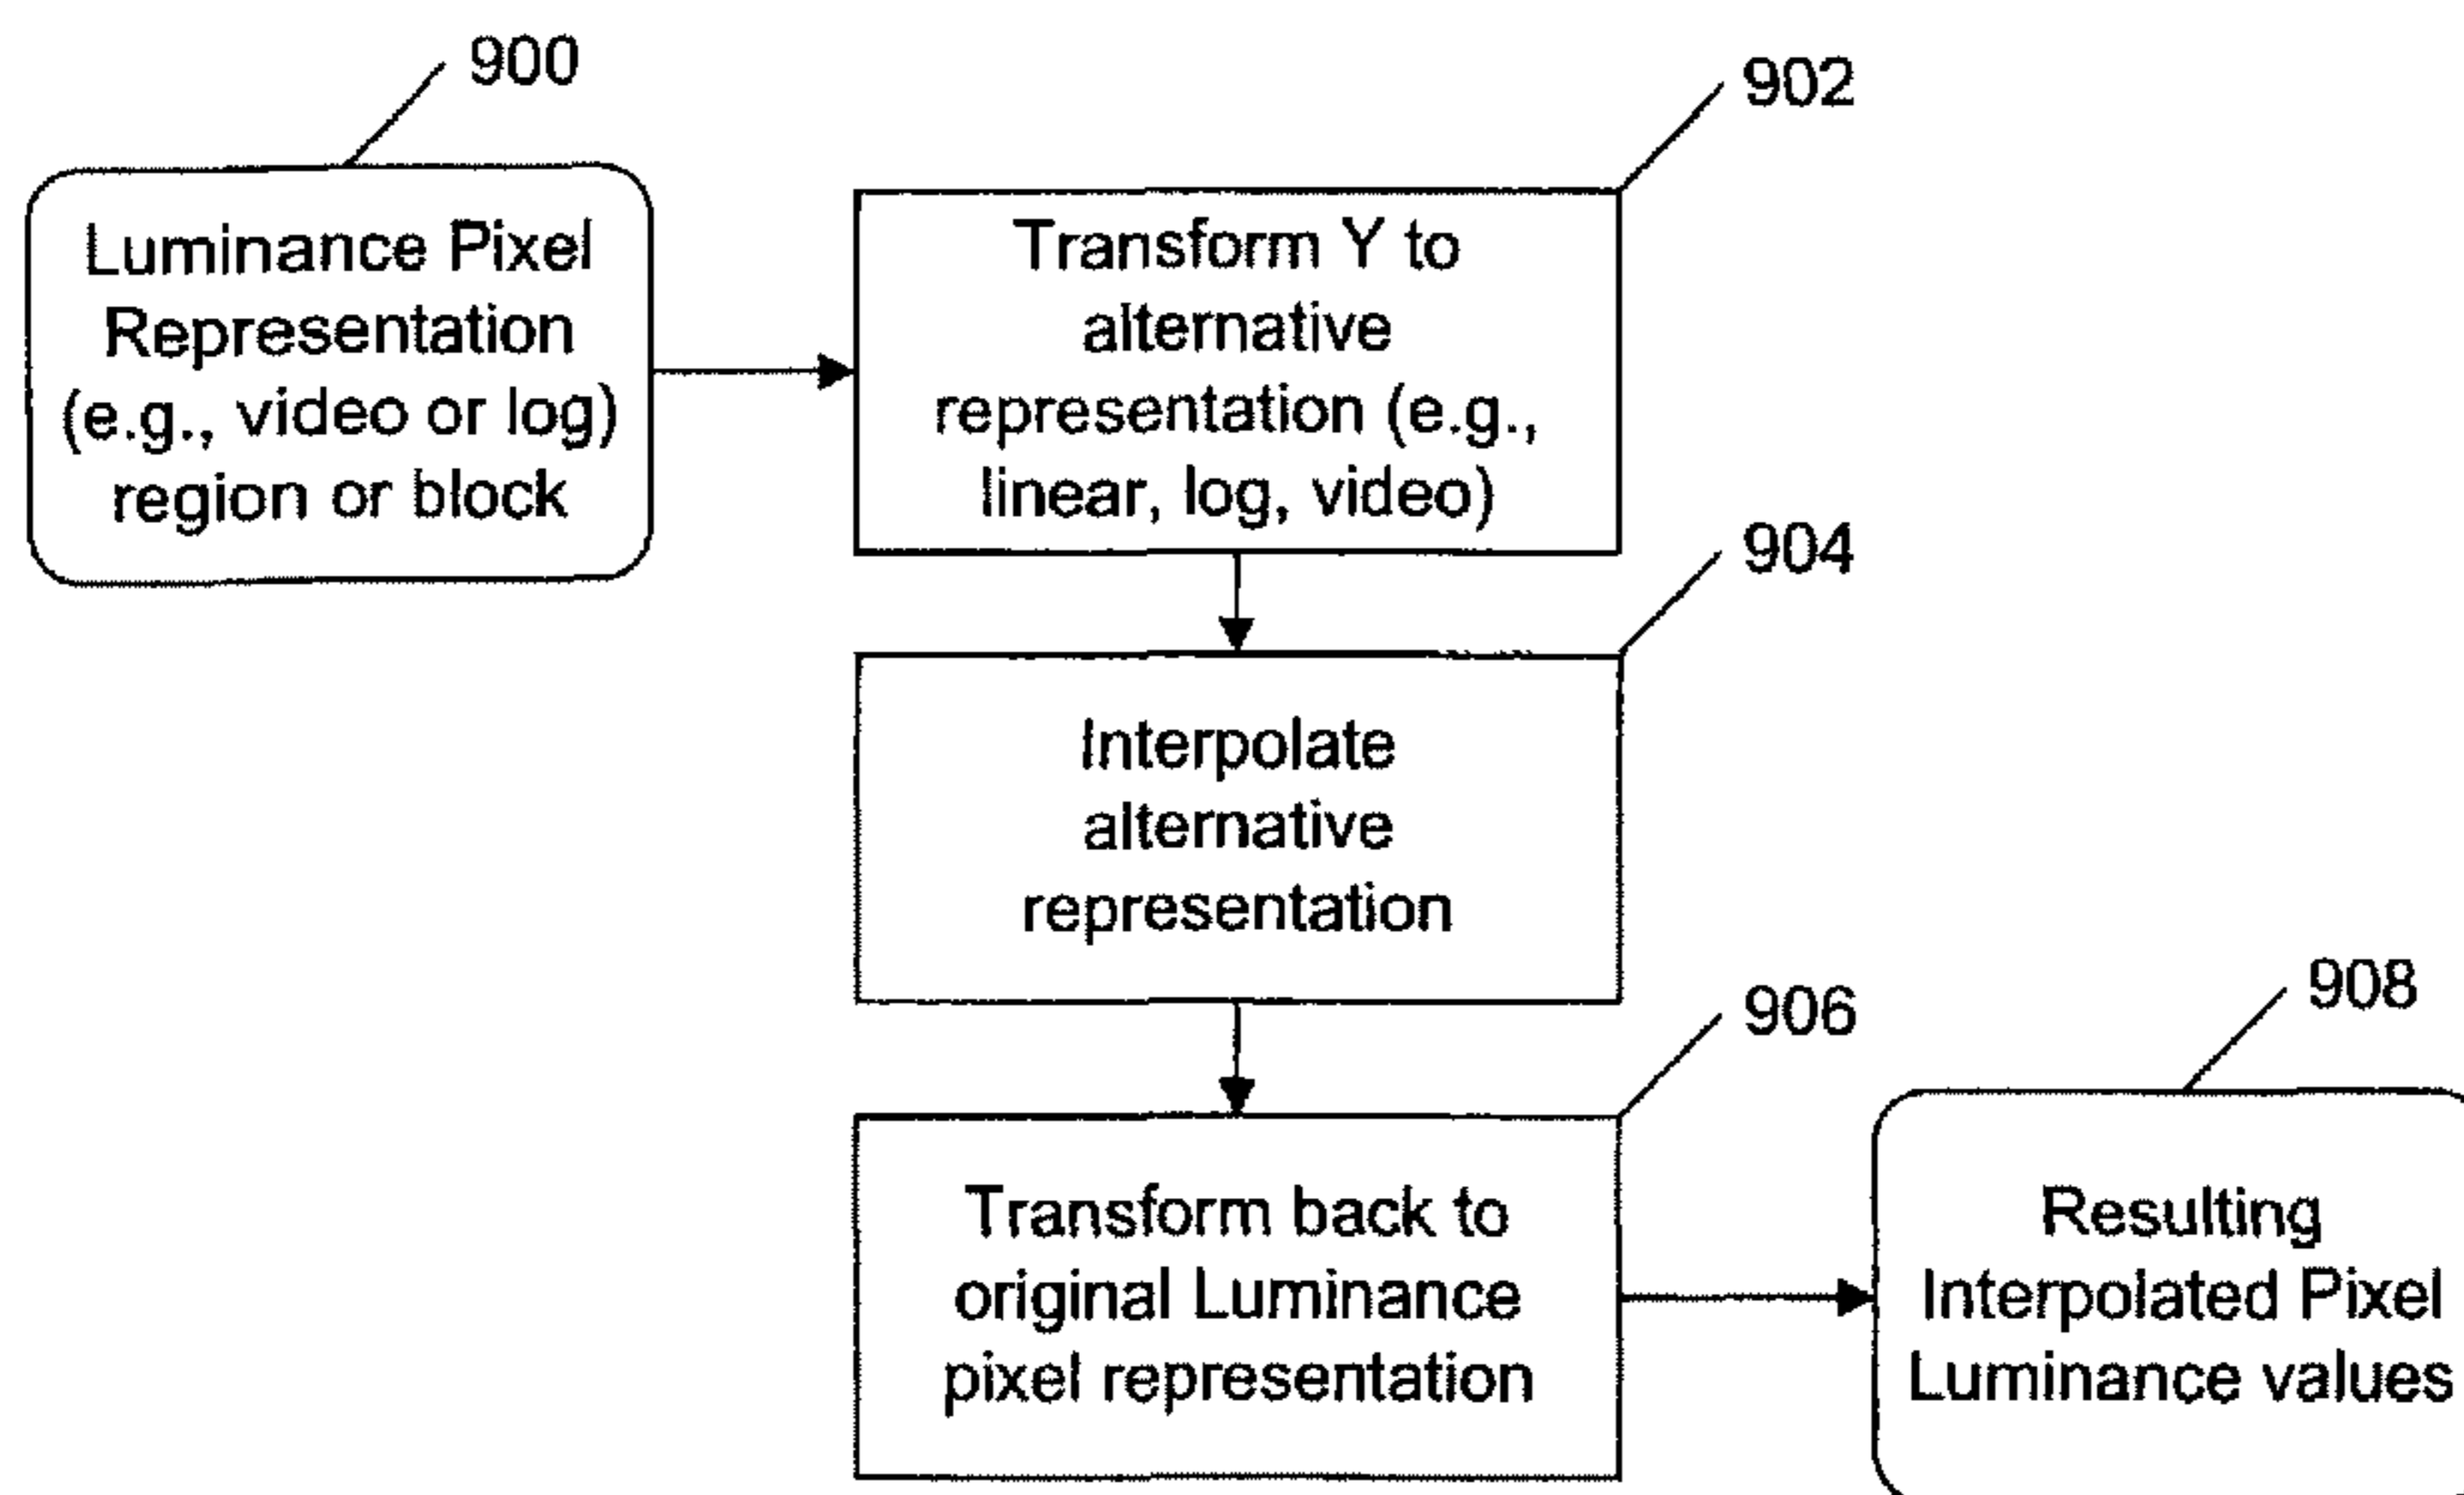 900
Luminance Pixel
Representation
(e.g., video or log)
region or block
902
Transform Y to
alternative
representation (e.g.,
linear, log, video)
904
Interpolate
alternative
representation
906
Transform back to
original Luminance
pixel representation
908
Resulting
Interpolated Pixel
Luminance values